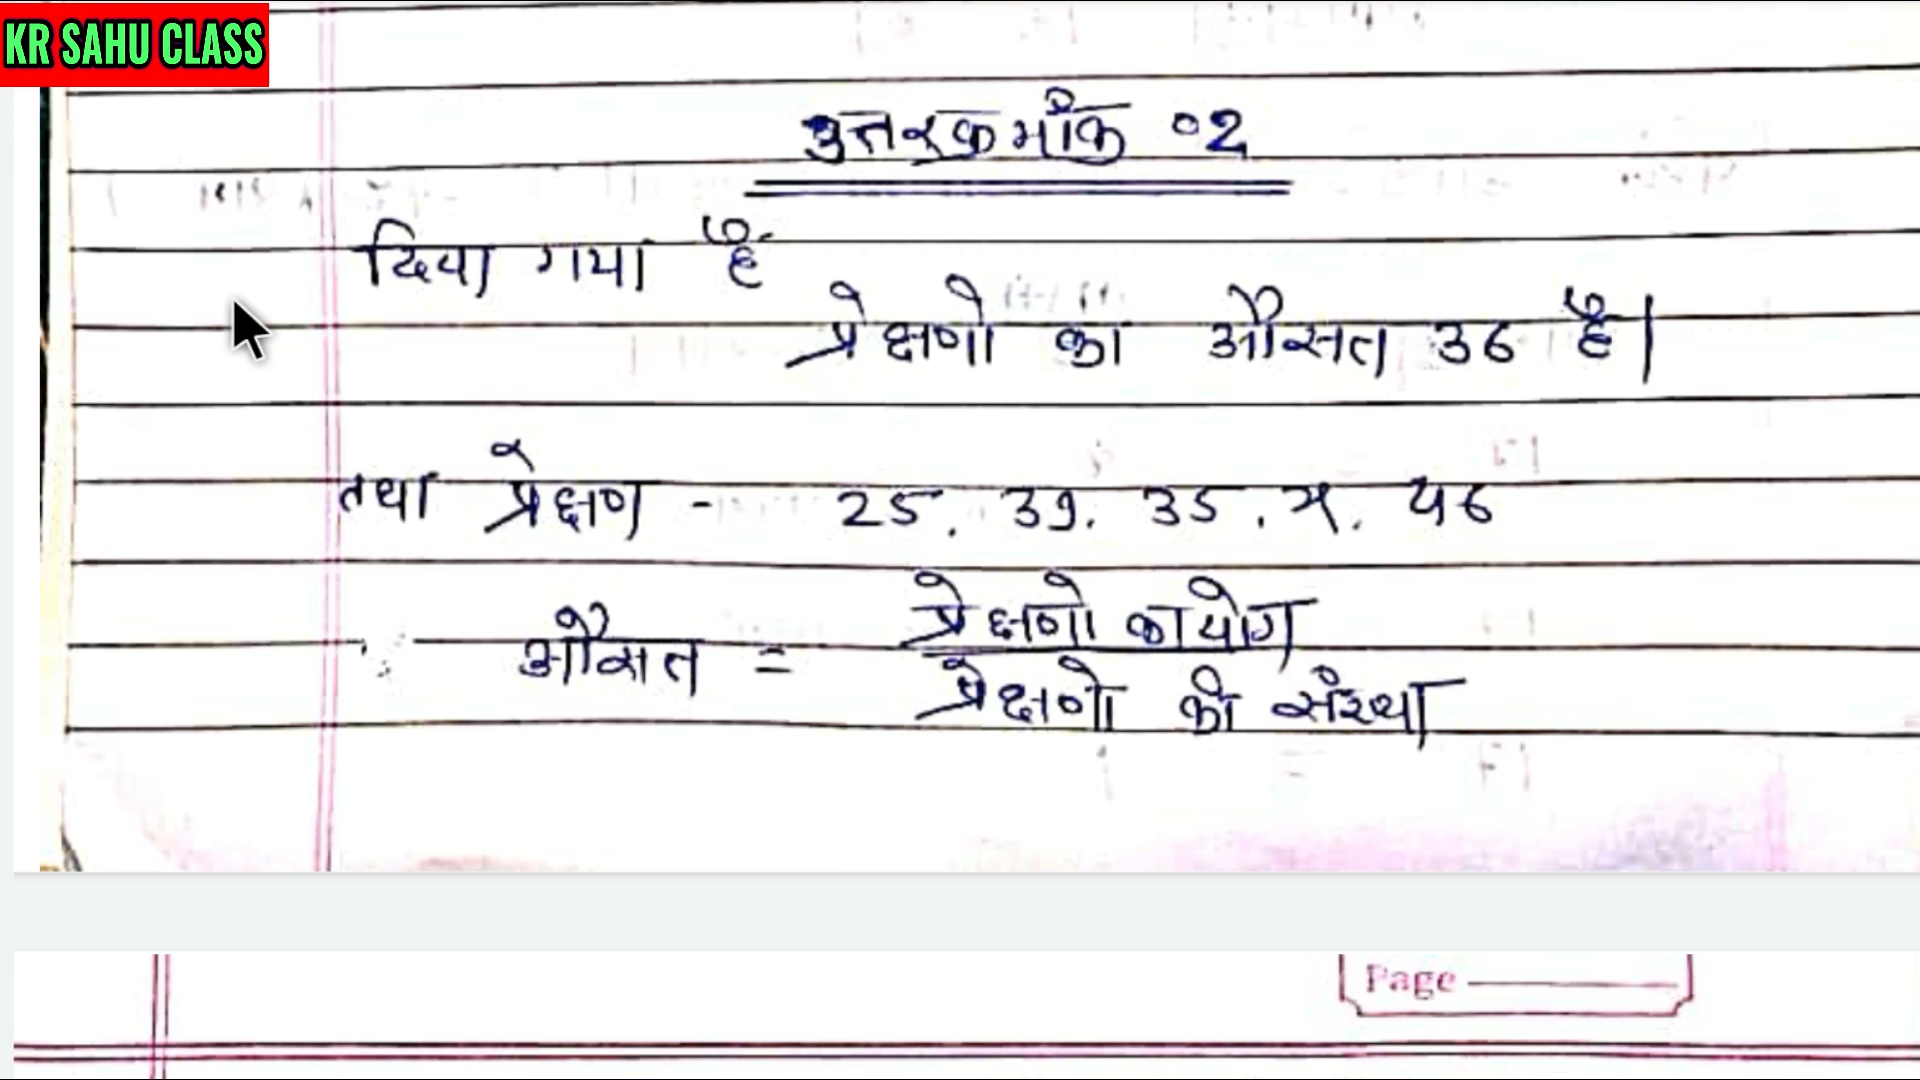 KR SAHU CLASS
उत्तर क्रमाँक 02
दिया गया है
प्रेक्षणो का औसत 36 है।
तथा प्रेक्षण - 25. 39. 35. x. 46
औसत = प्रेक्षणो का योग
प्रेक्षणो की संख्या
Page